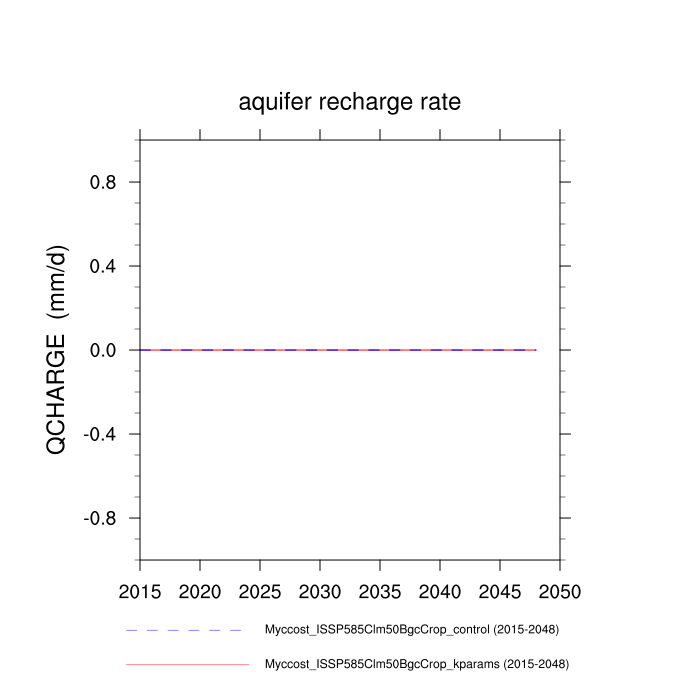 aquifer recharge rate
QCHARGE (mm/d)
0.8
0.4
0.0
-0.4
-0.8
2015 2020 2025 2030 2035 2040 2045 2050
Myccost_ISSP585Clm50BgcCrop_control (2015-2048)
Myccost_ISSP585Clm50BgcCrop_kparams (2015-2048)